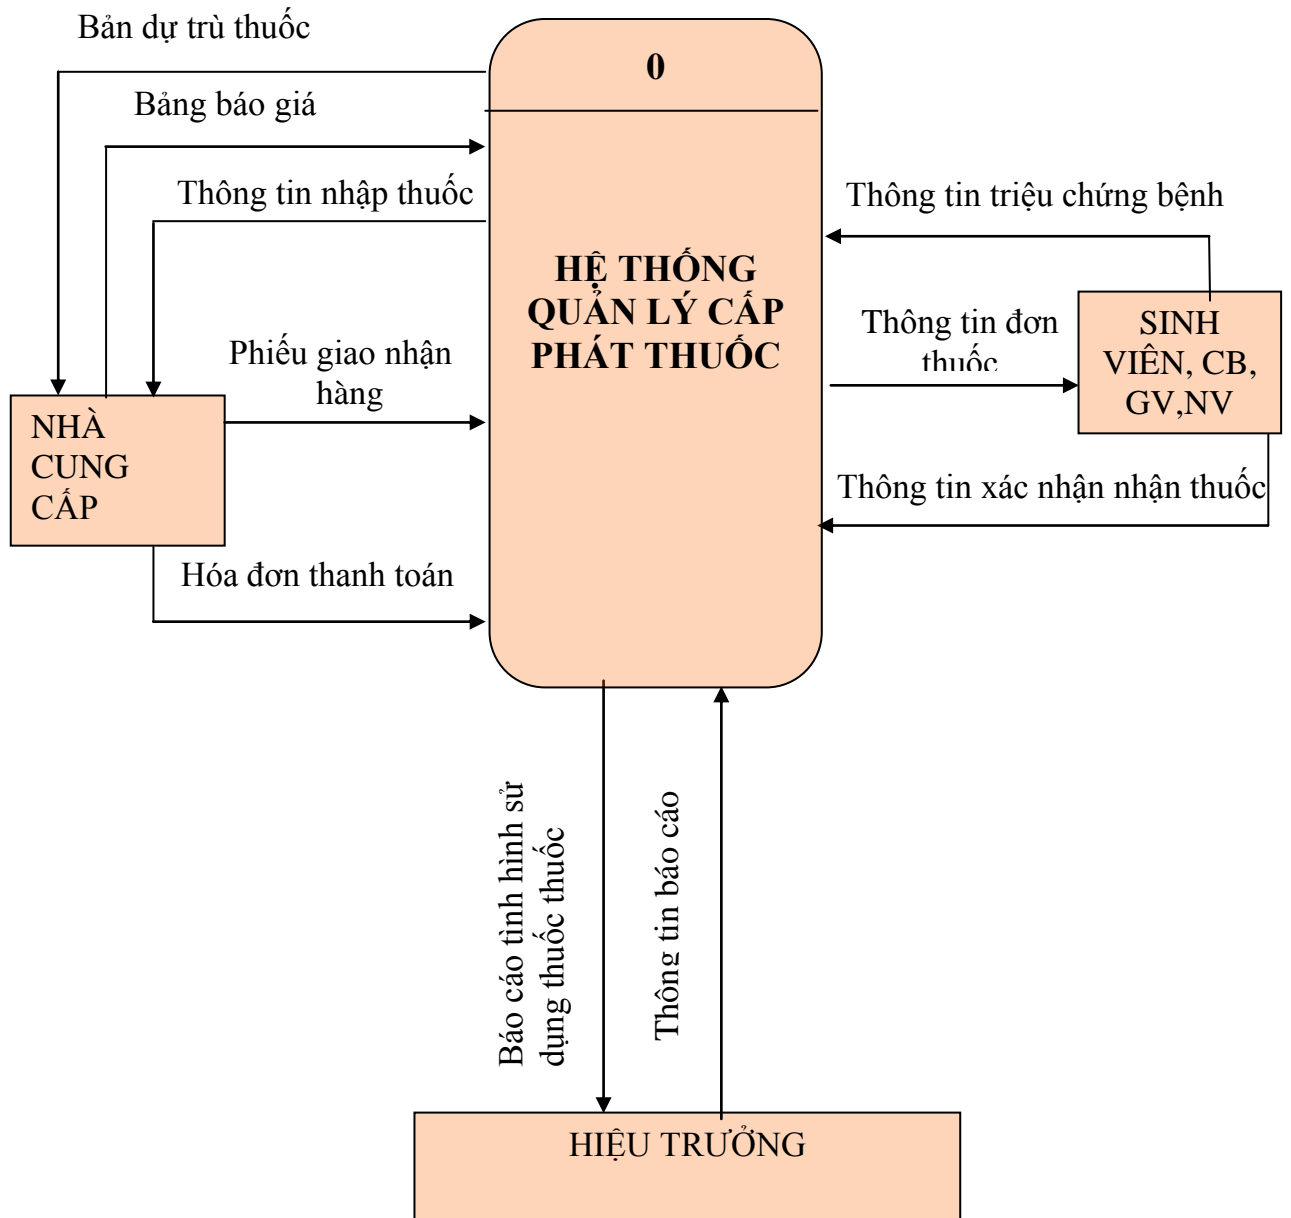 Bản dự trù thuốc
0
Bảng báo giá
Thông tin nhập thuốc
Thông tin triệu chứng bệnh
HỆ THỐNG
QUẢN LÝ CẤP
PHÁT THUỐC
Thông tin đơn
thuốc
SINH
VIÊN, CB,
GV,NV
Phiếu giao nhận
hàng
NHÀ
CUNG
CẤP
Thông tin xác nhận nhận thuốc
Hóa đơn thanh toán
Báo cáo tình hình sử
dụng thuốc thuốc
Thông tin báo cáo
HIỆU TRƯỞNG